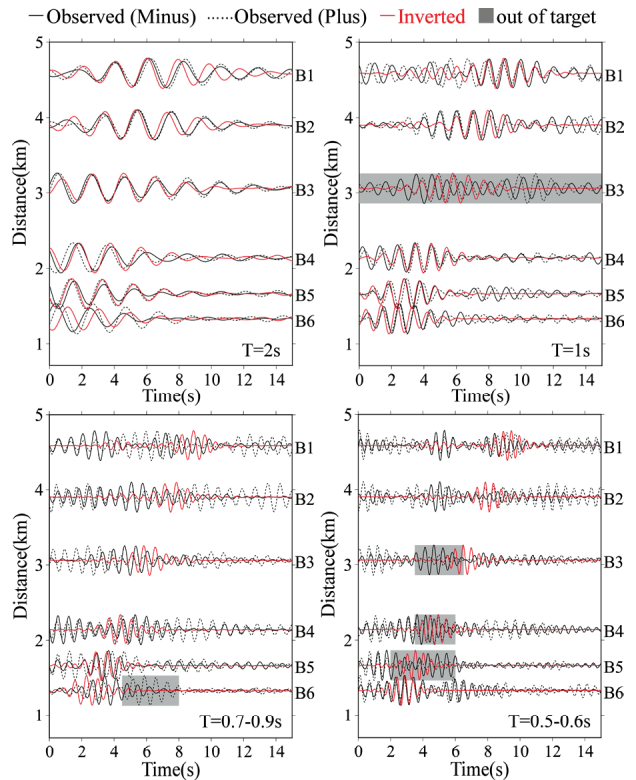 Observed (Minus) Observed (Plus) Inverted out of target
5
4
3
2
1
Distance(km)
B1
B2
B3
B4
B5
B6
T=2s
0 2 4 6 8 10 12 14
Time(s)
5
4
3
2
1
Distance(km)
B1
B2
B3
B4
B5
B6
T=1s
0 2 4 6 8 10 12 14
Time(s)
5
4
3
2
1
Distance(km)
B1
B2
B3
B4
B5
B6
T=0.7-0.9s
0 2 4 6 8 10 12 14
Time(s)
5
4
3
2
1
Distance(km)
B1
B2
B3
B4
B5
B6
T=0.5-0.6s
0 2 4 6 8 10 12 14
Time(s)